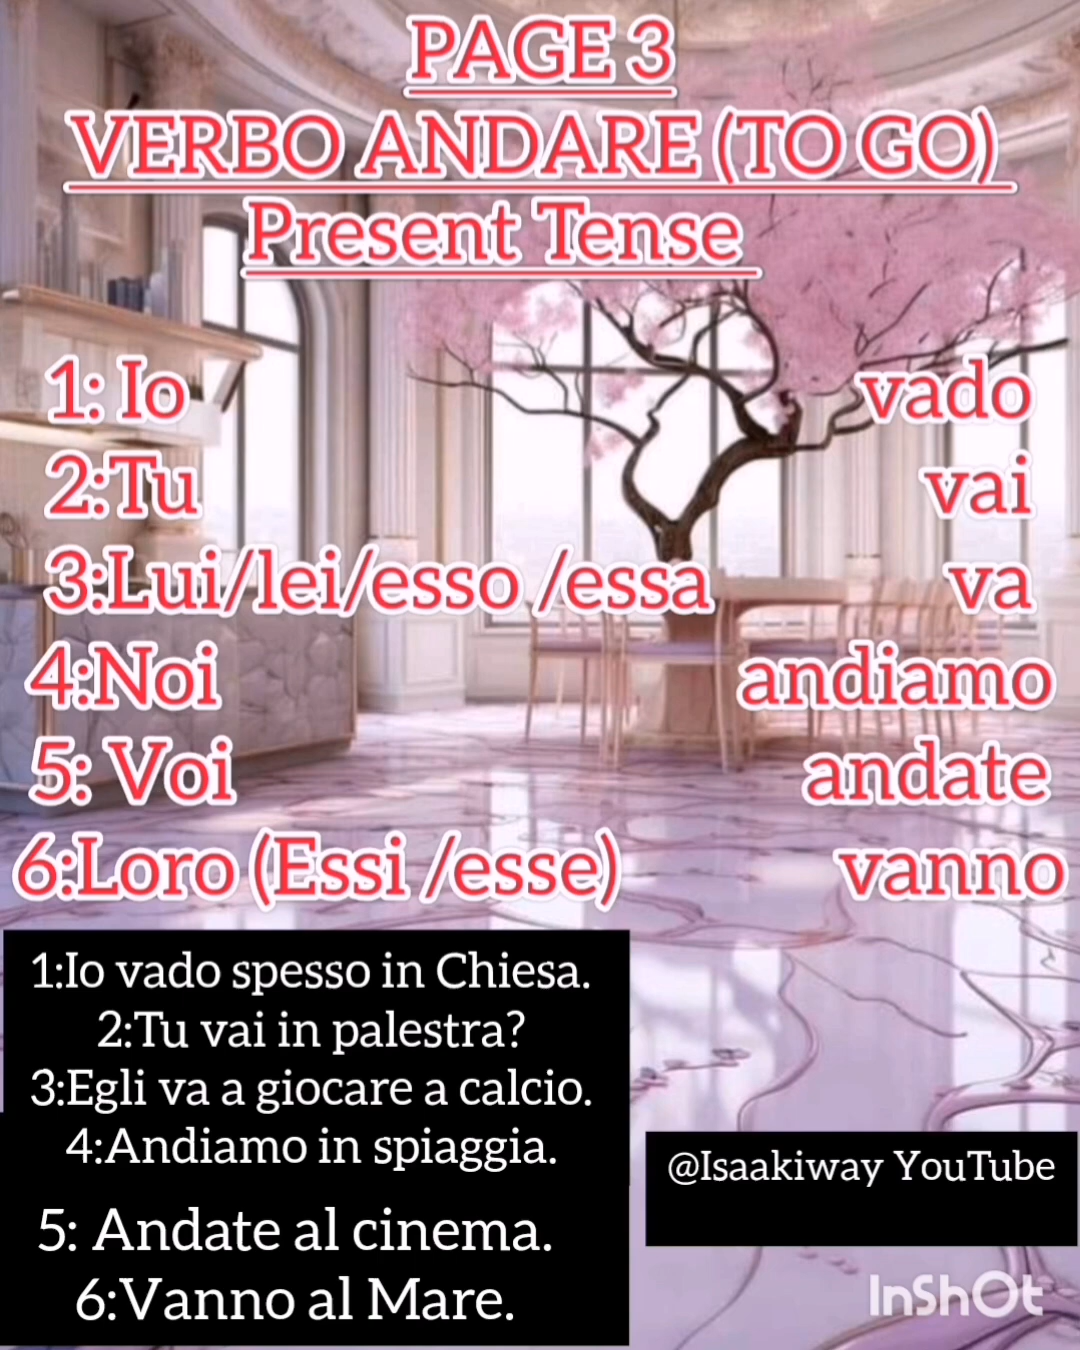 PAGE 3
VERBO ANDARE (TO GO)
Present Tense
1: Io vado
2:Tu vai
3:Lui/lei/esso /essa va
4:Noi andiamo
5: Voi andate
6:Loro (Essi /esse) vanno
1:Io vado spesso in Chiesa.
2:Tu vai in palestra?
3:Egli va a giocare a calcio.
4:Andiamo in spiaggia.
5: Andate al cinema.
6:Vanno al Mare.
@Isaakiway YouTube
InShOt